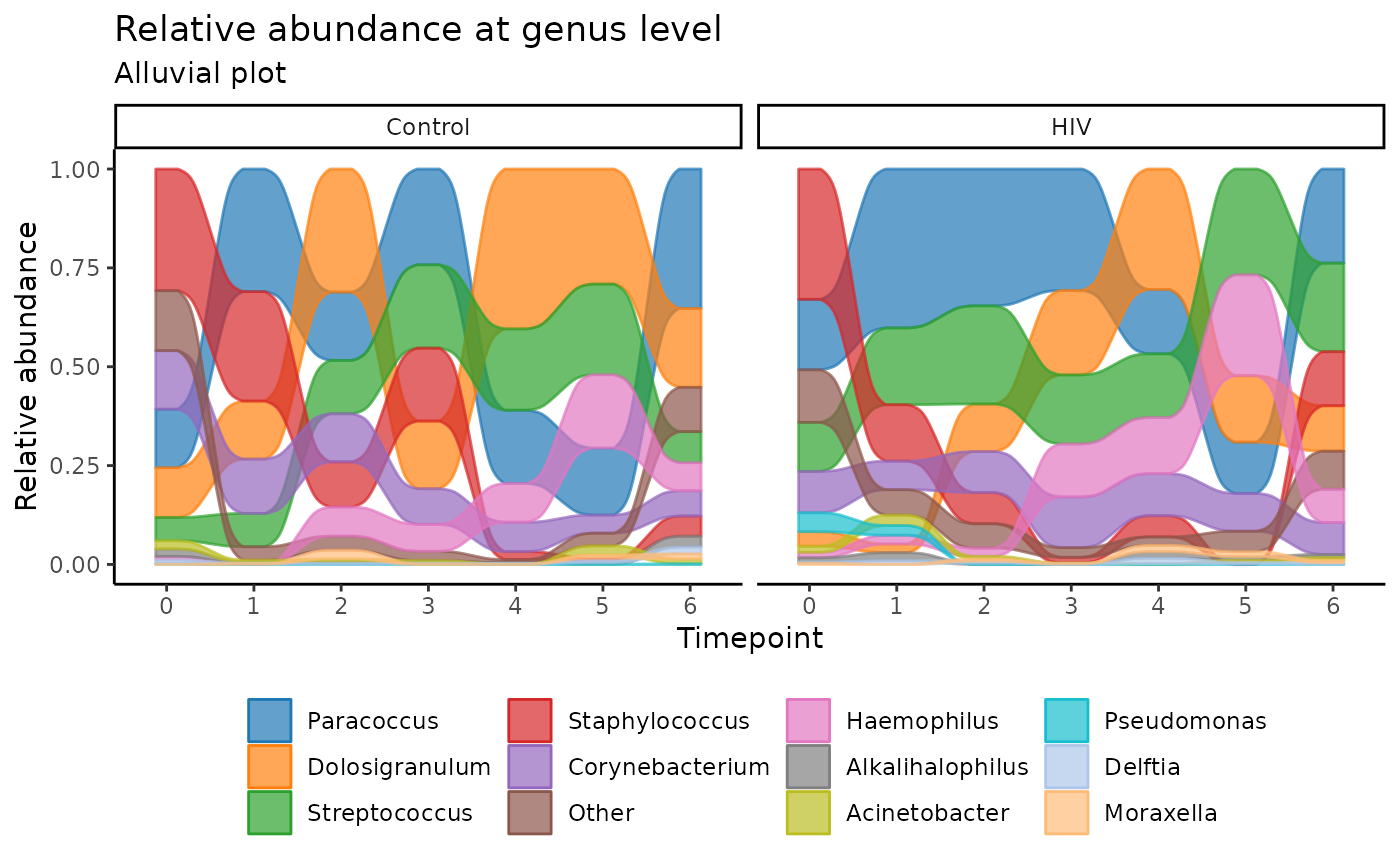 Relative abundance at genus level
Alluvial plot
Control
HIV
Relative abundance
1.00
0.75
0.50
0.25
0.00
0 1 2 3 4 5 6
0 1 2 3 4 5 6
Timepoint
Paracoccus Staphylococcus Haemophilus Pseudomonas
Dolosigranulum Corynebacterium Alkalihalophilus Delftia
Streptococcus Other Acinetobacter Moraxella